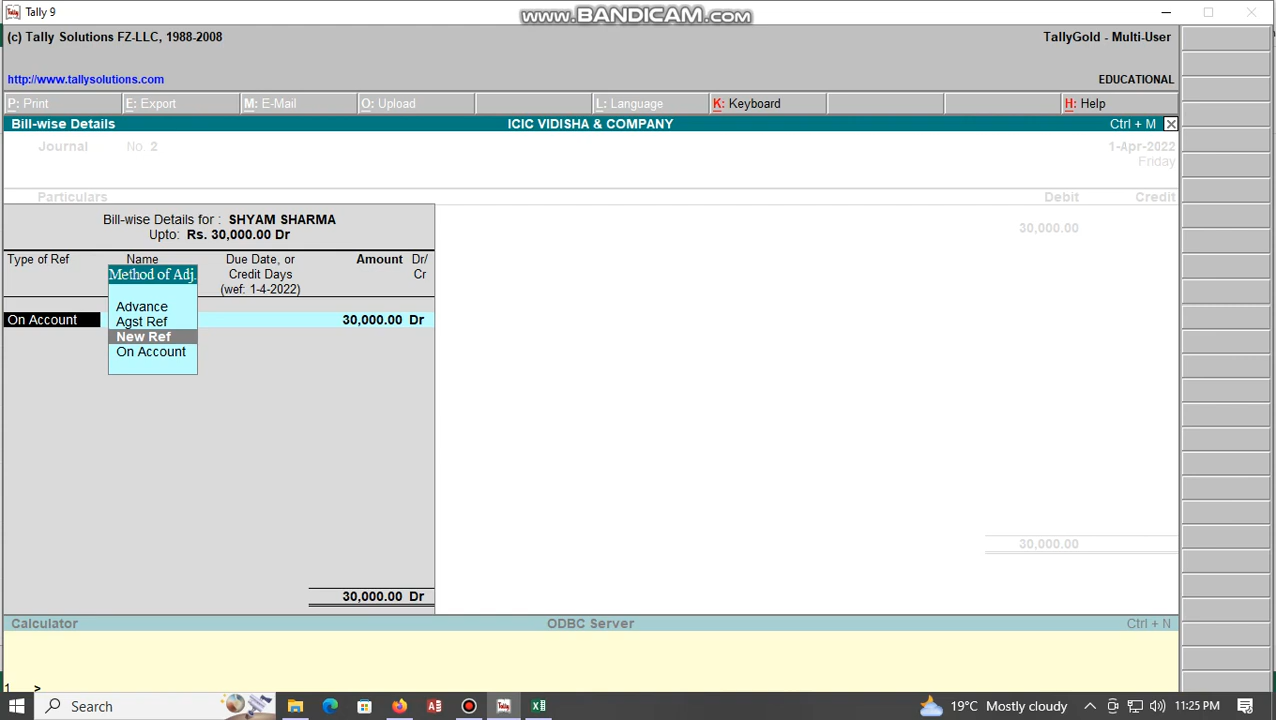 Tally 9
www.BANDICAM.com
(c) Tally Solutions FZ-LLC, 1988-2008
TallyGold - Multi-User
http://www.tallysolutions.com
EDUCATIONAL
P: Print
E: Export
M: E-Mail
O: Upload
L: Language
K: Keyboard
H: Help
Bill-wise Details
ICIC VIDISHA & COMPANY
Ctrl + M
Journal
No. 2
1-Apr-2022
Friday
Particulars
Debit
Credit
Bill-wise Details for : SHYAM SHARMA
Upto: Rs. 30,000.00 Dr
30,000.00
Type of Ref
Name
Due Date, or
Credit Days
(wef: 1-4-2022)
Amount
Dr/
Cr
Method of Adj.
Advance
Agst Ref
New Ref
On Account
On Account
30,000.00 Dr
30,000.00
30,000.00 Dr
Calculator
ODBC Server
Ctrl + N
1
>
Search
19°C Mostly cloudy
11:25 PM